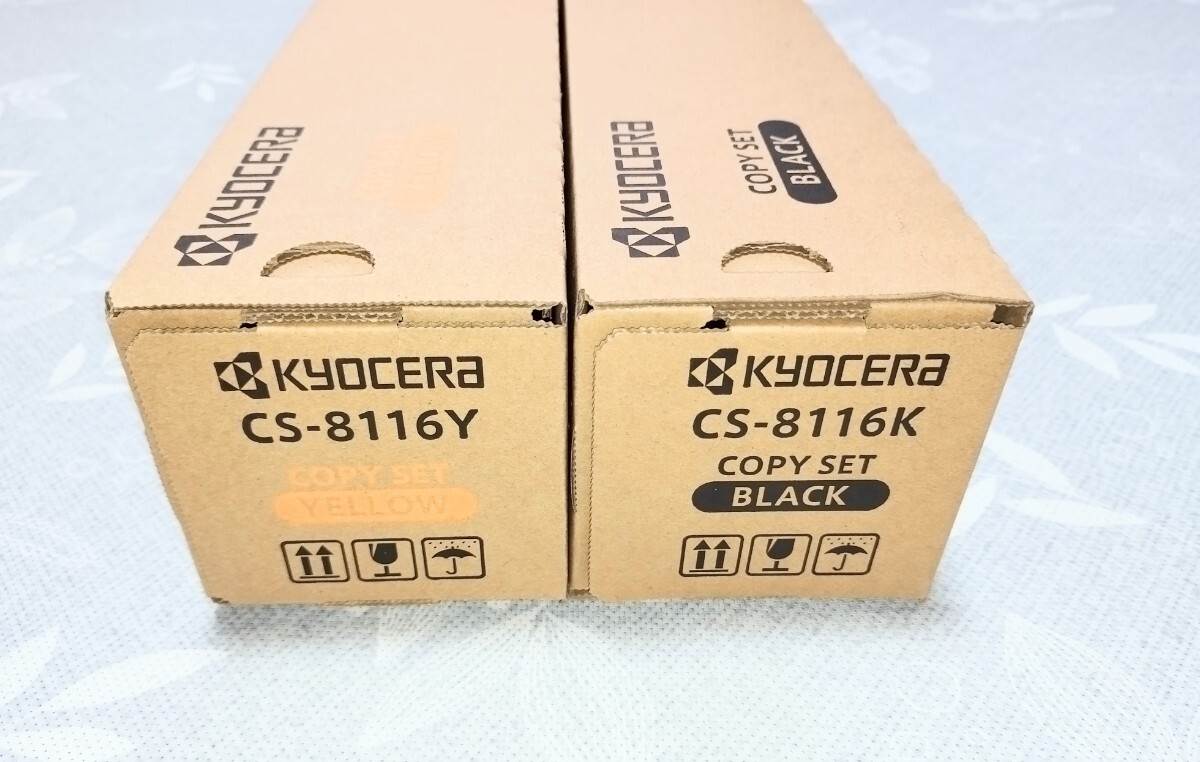 KYOCERA
KYOCERA
COPY SET
BLACK
KYOCERA
CS-8116Y
COPY SET
YELLOW
KYOCERA
CS-8116K
COPY SET
BLACK